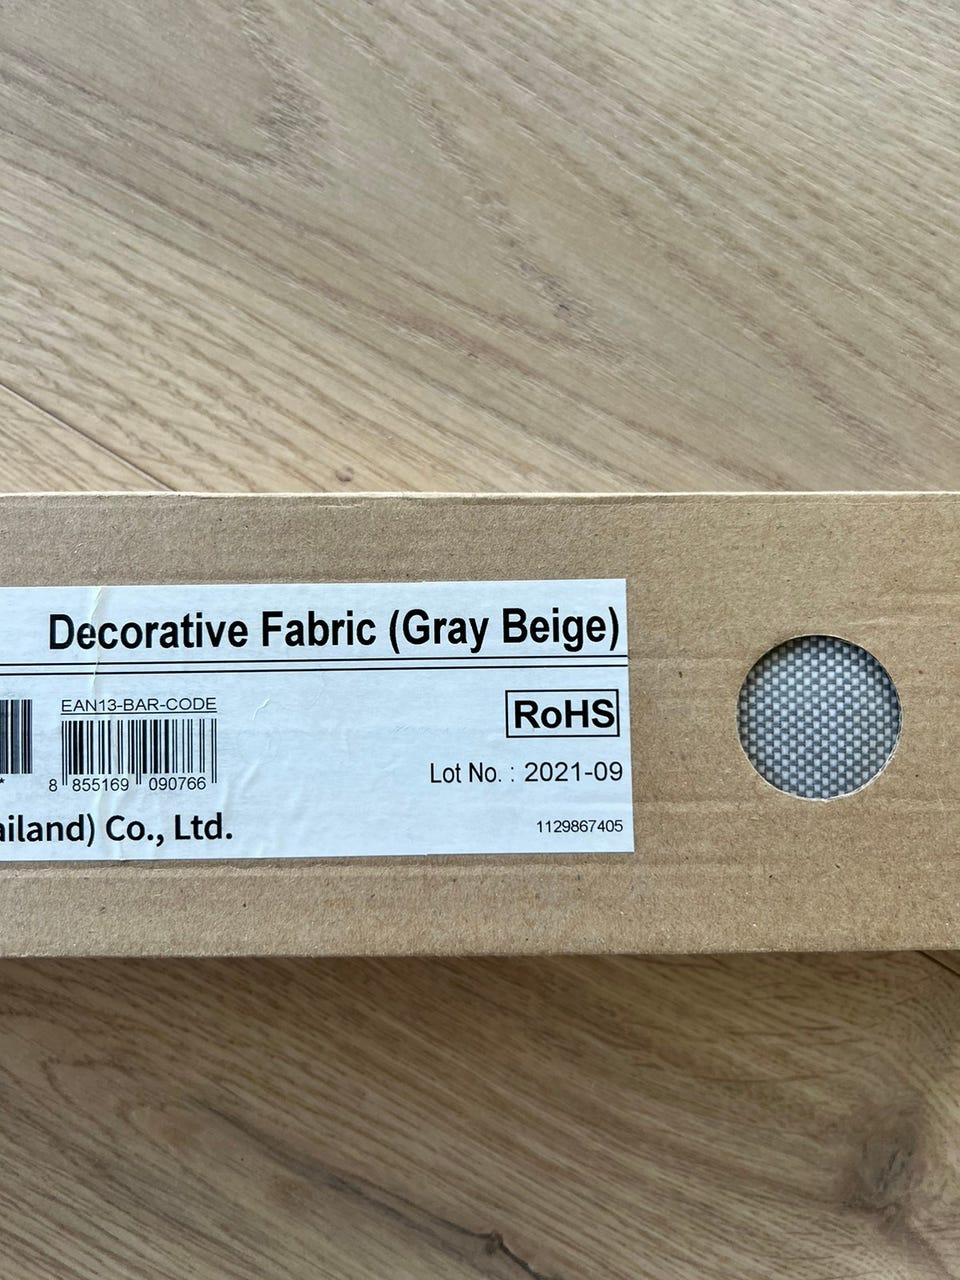 Decorative Fabric (Gray Beige)
EAN13-BAR-CODE
RoHS
8 855169 090766
*
Lot No. : 2021-09
ailand) Co., Ltd.
1129867405